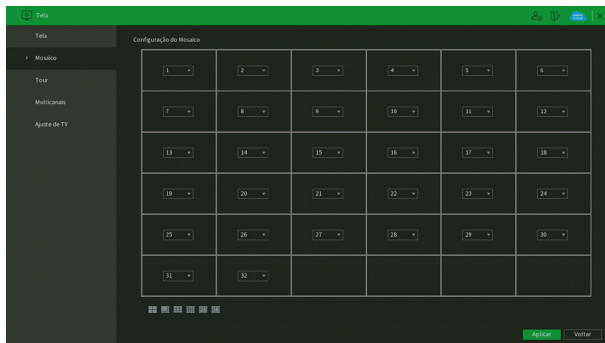 Tela
Tela
Mosaico
Tour
Multicanais
Ajuste de TV
Configuração do Mosaico
1 2 3 4 5 6
7 8 9 10 11 12
13 14 15 16 17 18
19 20 21 22 23 24
25 26 27 28 29 30
31 32
Aplicar Voltar